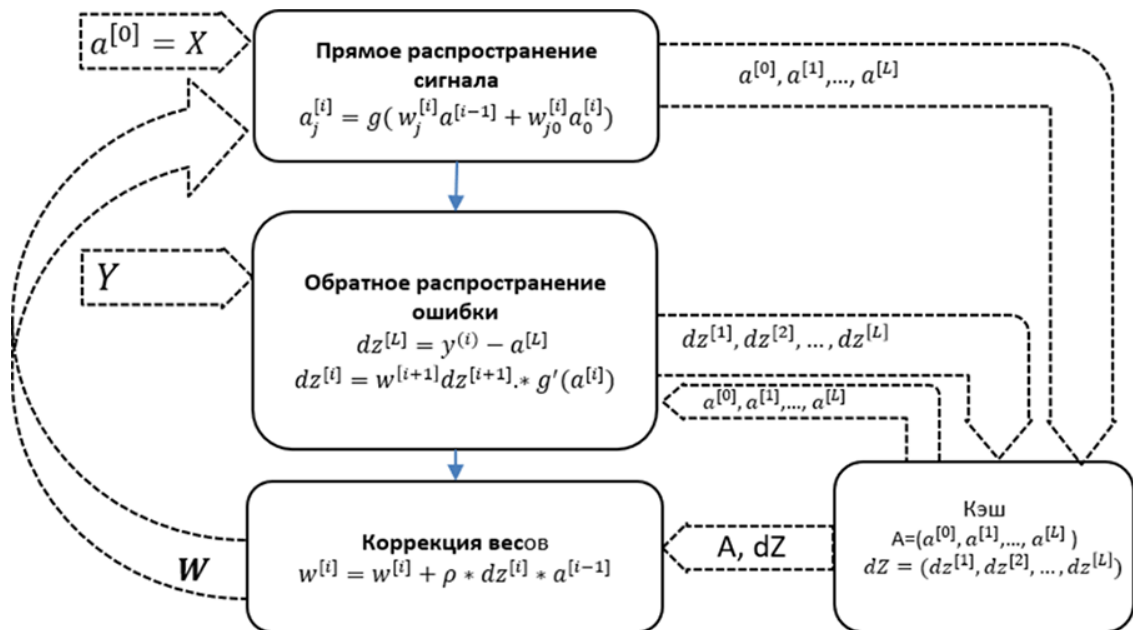 a^{[0]} = X
Прямое распространение
сигнала
a_j^{[i]} = g( w_j^{[i]} a^{[i-1]} + w_{j0}^{[i]} a_0^{[i]})
a^{[0]}, a^{[1]},..., a^{[L]}
Y
Обратное распространение
ошибки
dz^{[L]} = y^{(i)} − a^{[L]}
dz^{[i]} = w^{[i+1]} dz^{[i+1]}.∗ g′(a^{[i]})
dz^{[1]}, dz^{[2]}, ..., dz^{[L]}
a^{[0]}, a^{[1]},..., a^{[L]}
Коррекция весов
w^{[i]} = w^{[i]} + ρ ∗ dz^{[i]} ∗ a^{[i−1]}
W
A, dZ
Кэш
A=(a^{[0]}, a^{[1]},..., a^{[L]} )
dZ = (dz^{[1]}, dz^{[2]}, ..., dz^{[L]})